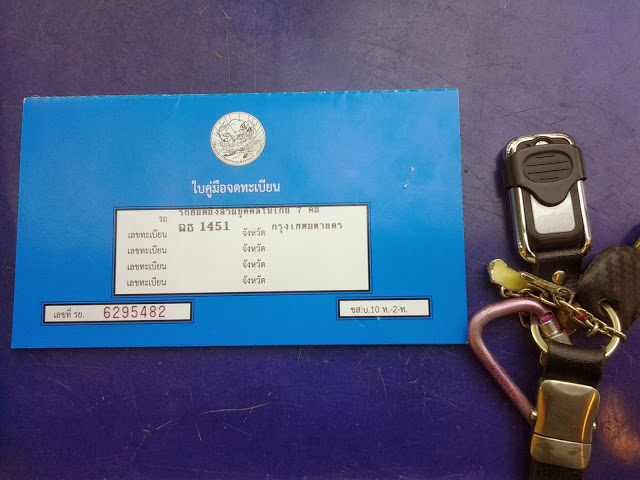 ใบคู่มือจดทะเบียน
รถ รถยนต์นั่งส่วนบุคคลไม่เกิน 7 คน
เลขทะเบียน ฌธ 1451 จังหวัด กรุงเทพมหานคร
เลขทะเบียน จังหวัด
เลขทะเบียน จังหวัด
เลขทะเบียน จังหวัด
เลขที่ รย. 6295482 ขส.บ.10 ท.-2-ท.